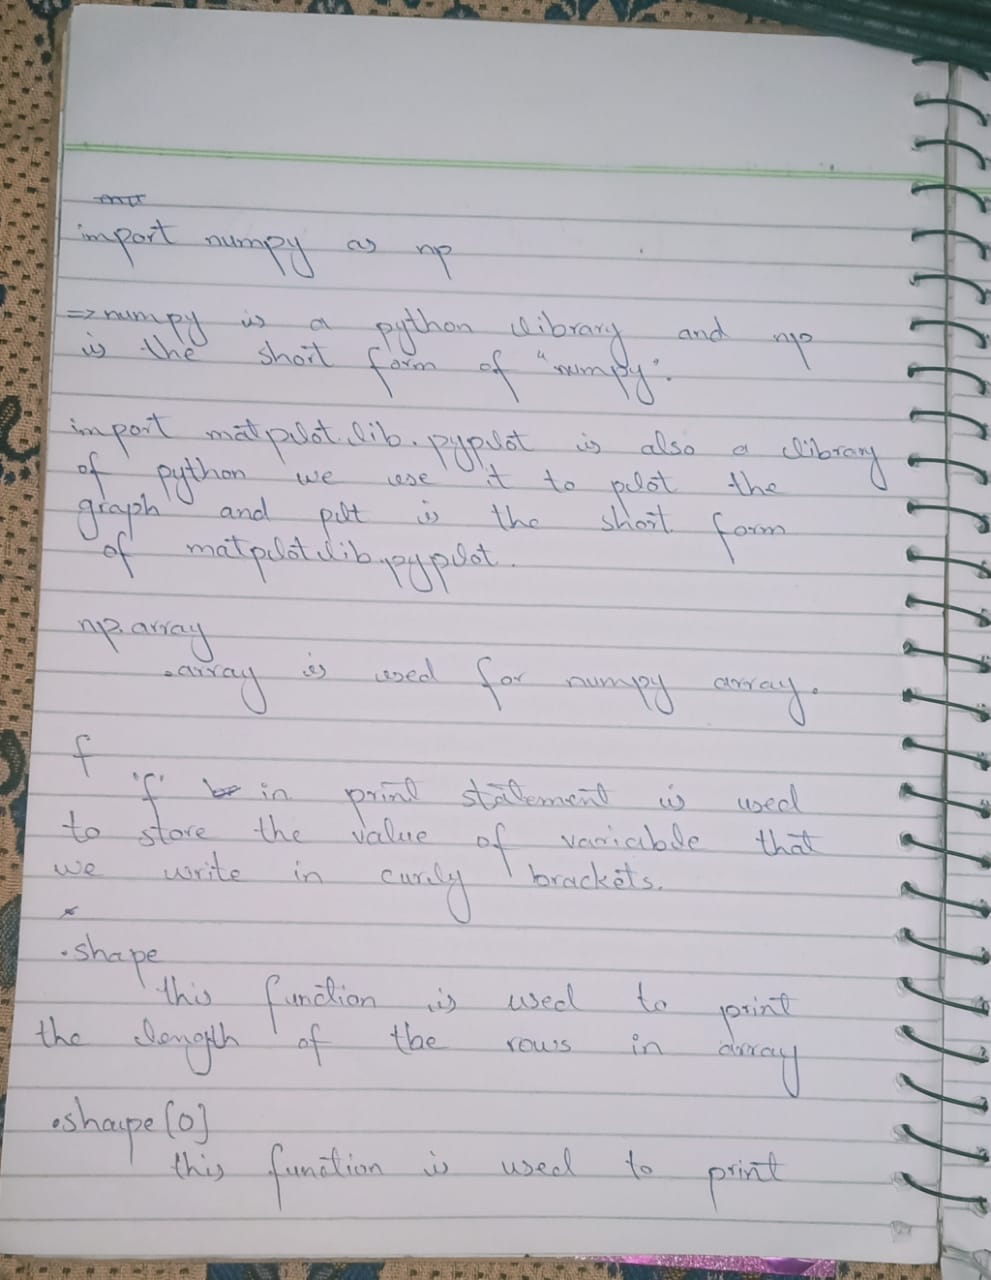 import numpy as np
=> numpy is a python library and np
is the short form of "numpy".
import matplot.lib.pyplot is also a library
of python we use it to plot the
graph and plt is the short form
of matplotlib.pyplot.
np.array
.array is used for numpy array.
f
'f' in print statement is used
to store the value of variable that
we write in curly brackets.
.shape
this function is used to print
the length of the rows in array
.shape[0]
this function is used to print